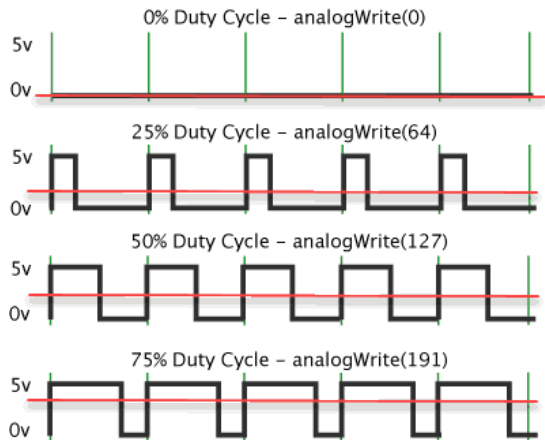 0% Duty Cycle – analogWrite(0)
5v
0v
25% Duty Cycle – analogWrite(64)
5v
0v
50% Duty Cycle – analogWrite(127)
5v
0v
75% Duty Cycle – analogWrite(191)
5v
0v